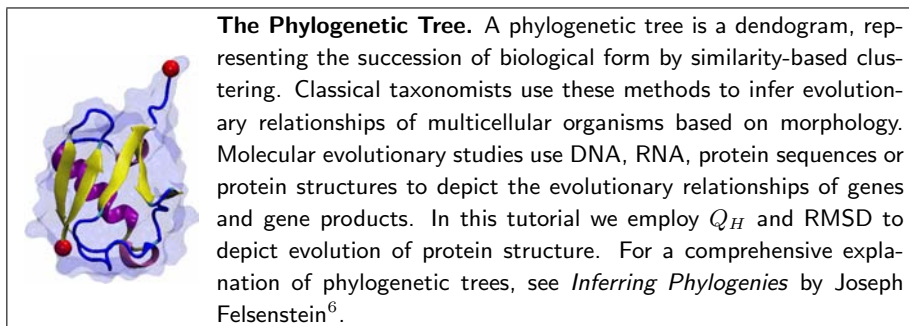 The Phylogenetic Tree. A phylogenetic tree is a dendogram, rep-
resenting the succession of biological form by similarity-based clus-
tering. Classical taxonomists use these methods to infer evolution-
ary relationships of multicellular organisms based on morphology.
Molecular evolutionary studies use DNA, RNA, protein sequences or
protein structures to depict the evolutionary relationships of genes
and gene products. In this tutorial we employ Q_H and RMSD to
depict evolution of protein structure. For a comprehensive expla-
nation of phylogenetic trees, see Inferring Phylogenies by Joseph
Felsenstein⁶.